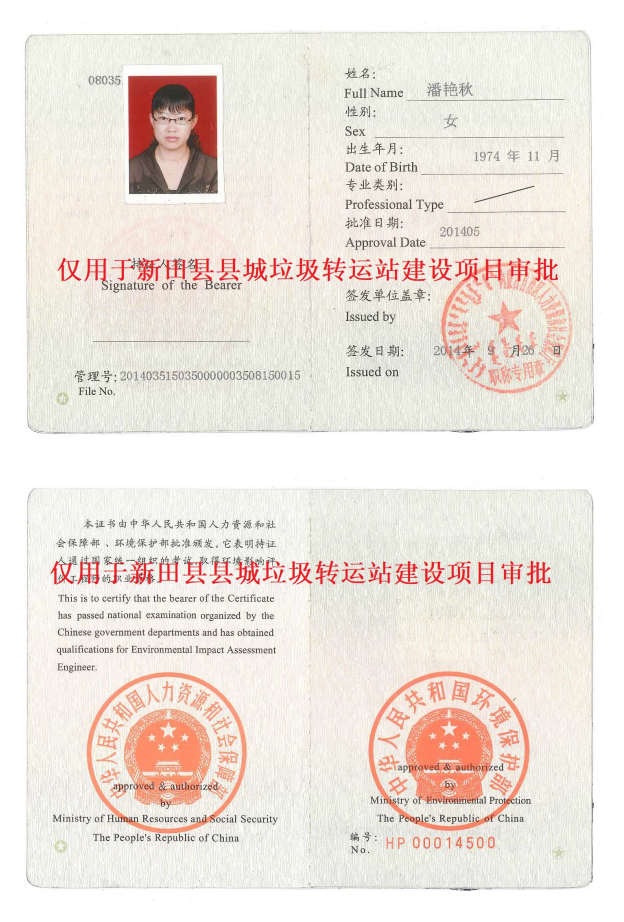 08035
姓名:
Full Name 潘艳秋
性别:
Sex 女
出生年月:
Date of Birth 1974 年 11 月
专业类别:
Professional Type
批准日期:
Approval Date 201405
仅用于新田县县城垃圾转运站建设项目审批
持证人签名:
Signature of the Bearer
签发单位盖章:
Issued by
职称专用章
签发日期: 2014 年 9 月 26 日
Issued on
管理号: 2014035150350000003508150015
File No.
本证书由中华人民共和国人力资源和社
会保障部、环境保护部批准颁发。它表明持证
人通过国家统一组织的考试,取得环境影响评
价工程师的职业资格。
仅用于新田县县城垃圾转运站建设项目审批
This is to certify that the bearer of the Certificate
has passed national examination organized by the
Chinese government departments and has obtained
qualifications for Environmental Impact Assessment
Engineer.
中华人民共和国人力资源和社会保障部
approved & authorized
by
Ministry of Human Resources and Social Security
The People's Republic of China
中华人民共和国环境保护部
approved & authorized
by
Ministry of Environmental Protection
The People's Republic of China
编号:
No. HP 00014500